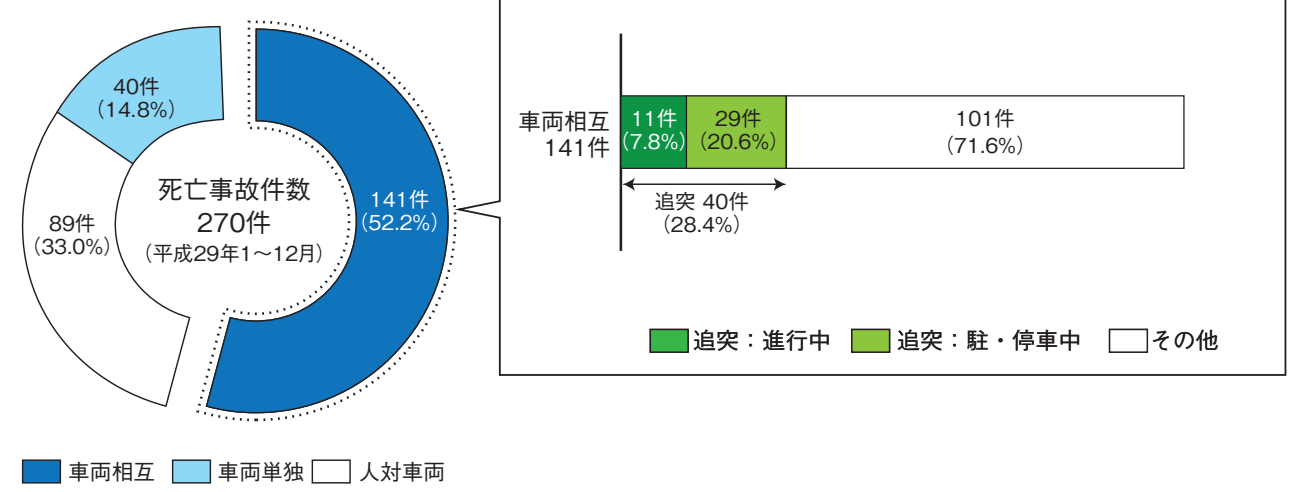 40件
（14.8%）
死亡事故件数
270件
（平成29年1～12月）
141件
（52.2%）
89件
（33.0%）
車両相互
車両単独
人対車両
車両相互
141件
11件
（7.8%）
29件
（20.6%）
101件
（71.6%）
追突 40件
（28.4%）
追突：進行中
追突：駐・停車中
その他